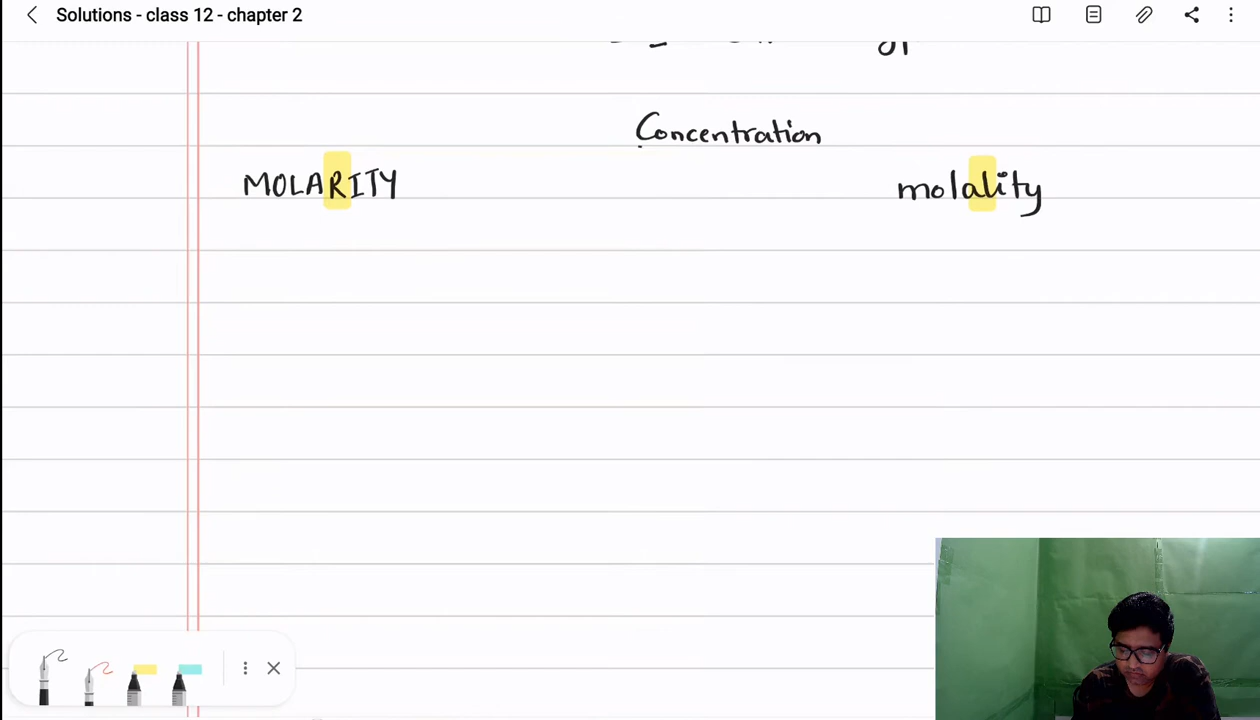 Solutions - class 12 - chapter 2
Concentration
MOLARITY
molality